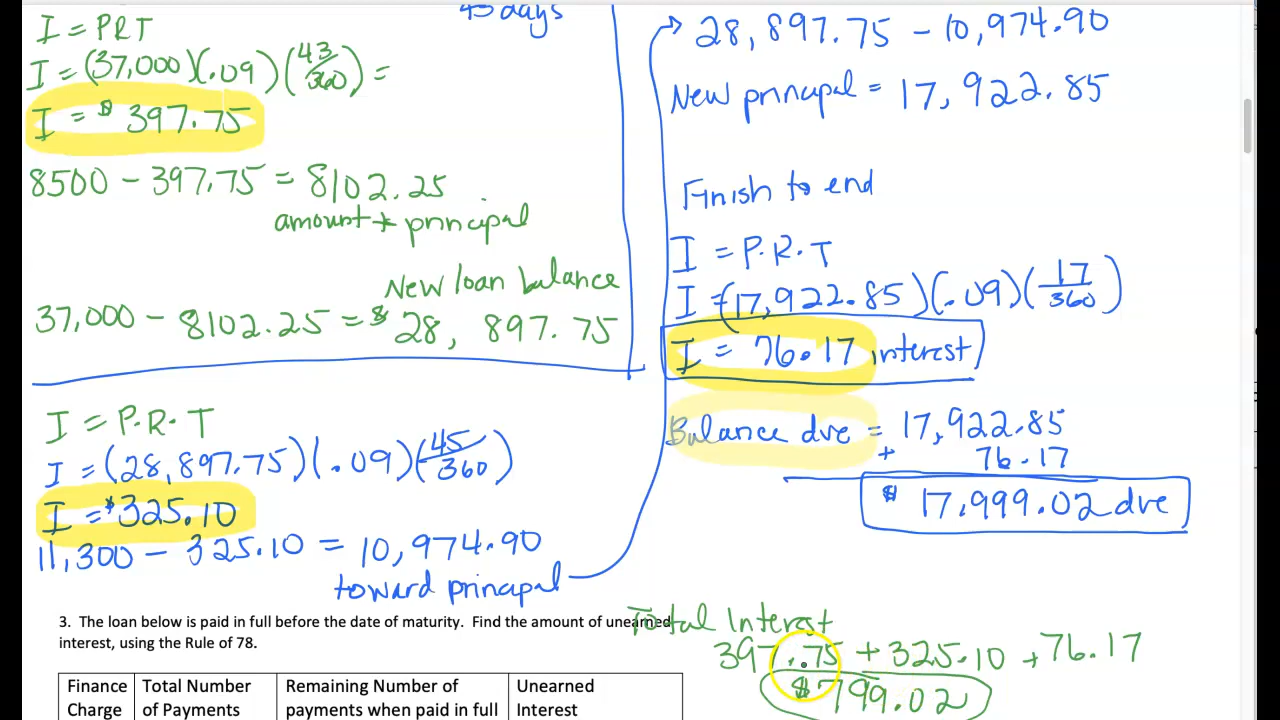 45 days
I = PRT
I = (37,000)(.09)(43/360) =
I = $397.75
8500 - 397.75 = 8102.25
amount → principal
New loan balance
37,000 - 8102.25 = $28,897.75
I = P.R.T
I = (28,897.75)(.09)(45/360)
I = $325.10
11,300 - 325.10 = 10,974.90
toward principal
28,897.75 - 10,974.90
New principal = 17,922.85
Finish to end
I = P.R.T
I = (17,922.85)(.09)(17/360)
I = 76.17 interest
Balance due = 17,922.85
+ 76.17
$ 17,999.02 due
Total Interest
397.75 + 325.10 + 76.17
$799.02
3. The loan below is paid in full before the date of maturity. Find the amount of unearned
interest, using the Rule of 78.
Finance Charge
Total Number of Payments
Remaining Number of payments when paid in full
Unearned Interest